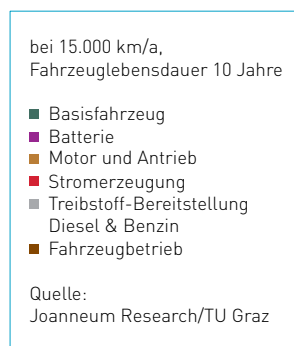 bei 15.000 km/a,
Fahrzeuglebensdauer 10 Jahre
Basisfahrzeug
Batterie
Motor und Antrieb
Stromerzeugung
Treibstoff-Bereitstellung
Diesel & Benzin
Fahrzeugbetrieb
Quelle:
Joanneum Research/TU Graz